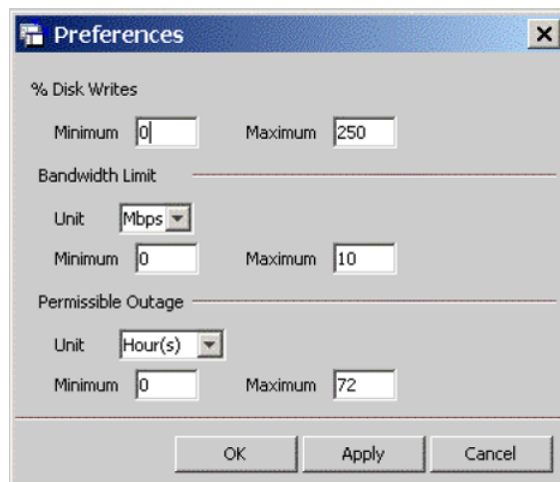 Preferences
% Disk Writes
Minimum 0 Maximum 250
Bandwidth Limit
Unit Mbps
Minimum 0 Maximum 10
Permissible Outage
Unit Hour(s)
Minimum 0 Maximum 72
OK Apply Cancel